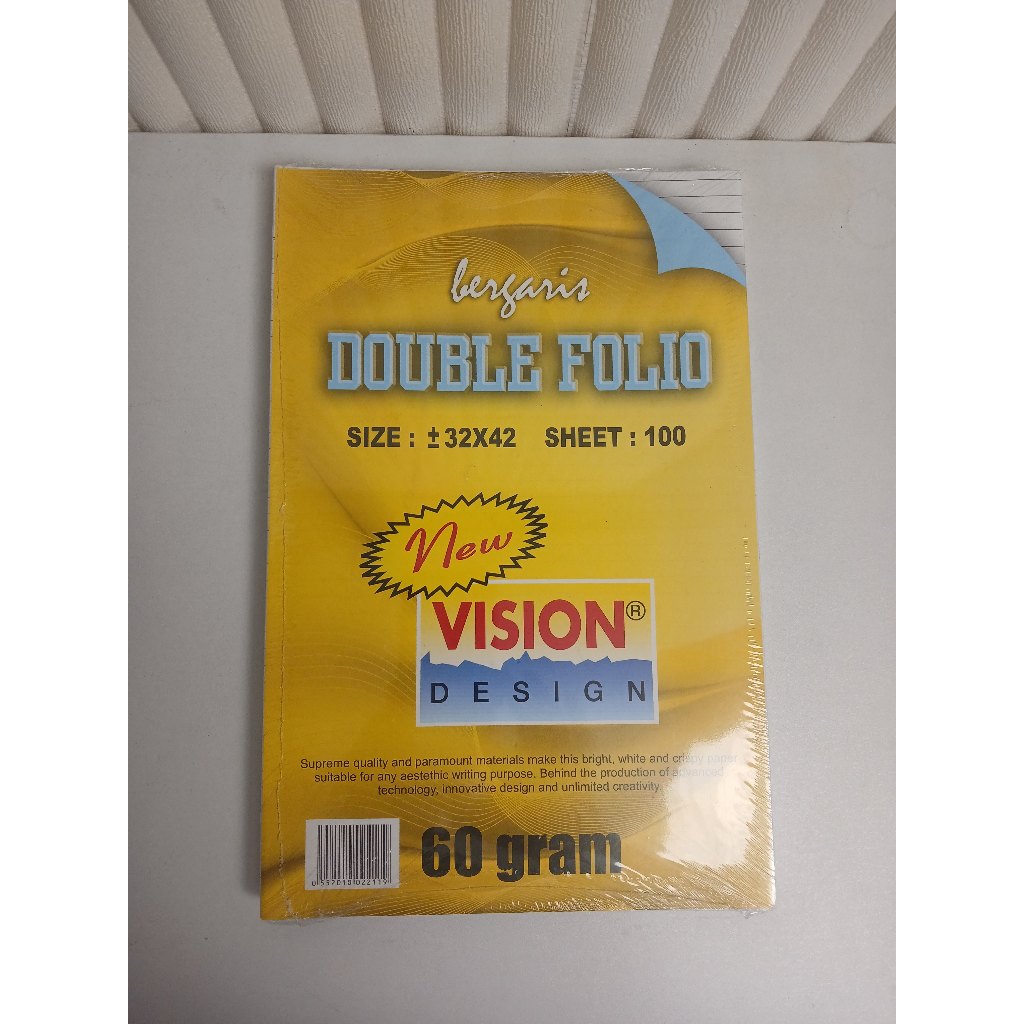 bergaris
DOUBLE FOLIO
SIZE : ±32X42 SHEET : 100
New
VISION®
DESIGN
Supreme quality and paramount materials make this bright, white and crispy paper
suitable for any aestethic writing purpose. Behind the production of advanced
technology, innovative design and unlimited creativity.
60 gram